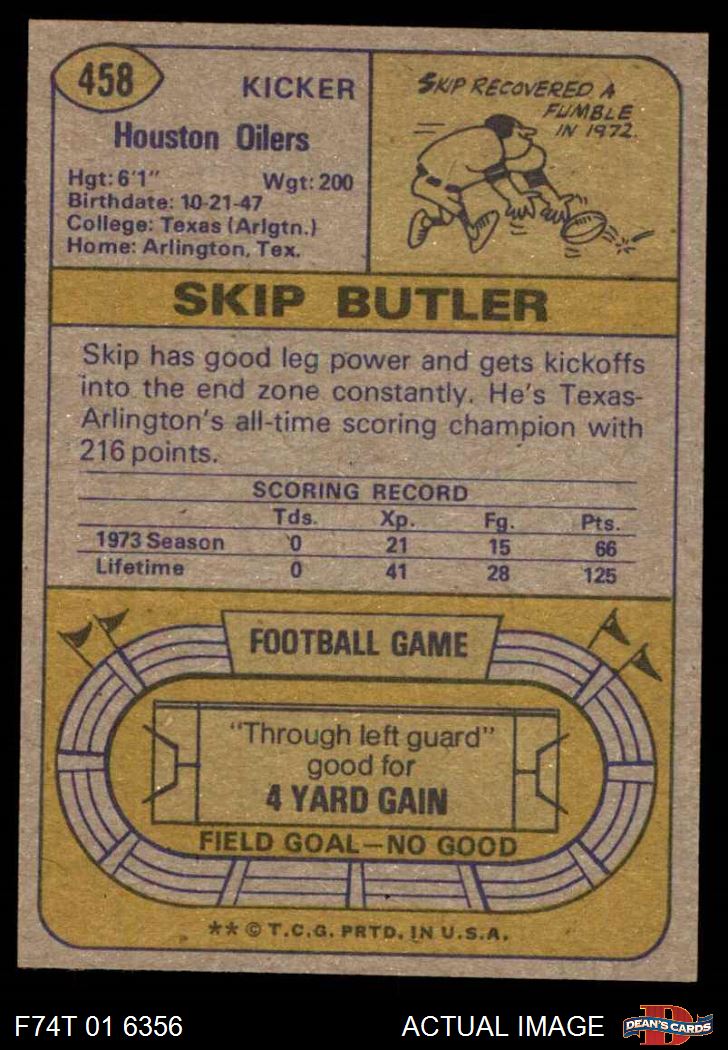 458
KICKER
Houston Oilers
Hgt: 6'1" Wgt: 200
Birthdate: 10-21-47
College: Texas (Arlgtn.)
Home: Arlington, Tex.
SKIP RECOVERED A
FUMBLE
IN 1972.
SKIP BUTLER
Skip has good leg power and gets kickoffs
into the end zone constantly. He's Texas-
Arlington's all-time scoring champion with
216 points.
SCORING RECORD
Tds. Xp. Fg. Pts.
1973 Season 0 21 15 66
Lifetime 0 41 28 125
FOOTBALL GAME
"Through left guard"
good for
4 YARD GAIN
FIELD GOAL—NO GOOD
** © T.C.G. PRTD. IN U.S.A.
F74T 01 6356 ACTUAL IMAGE
D
DEAN'S CARDS